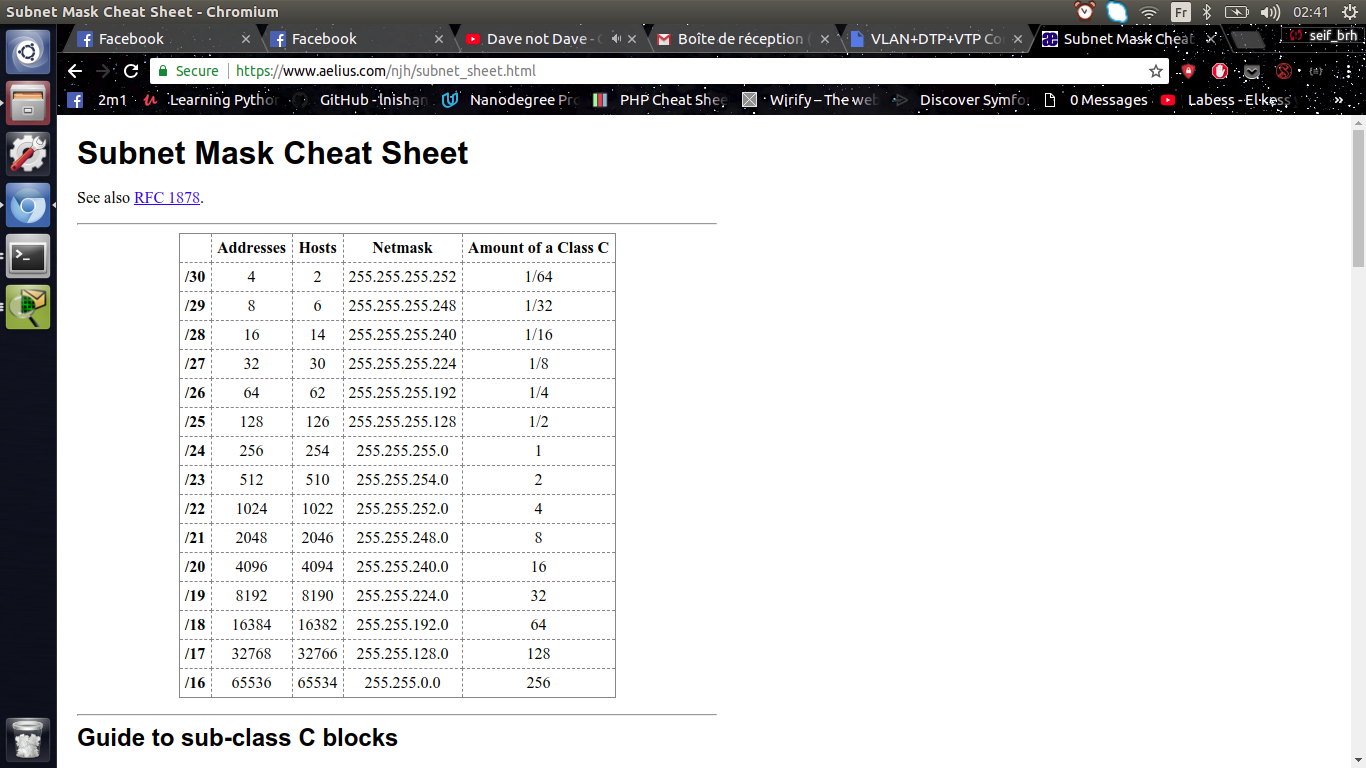 Subnet Mask Cheat Sheet - Chromium Fr 02:41
Facebook Facebook Dave not Dave - Boîte de réception VLAN+DTP+VTP Co Subnet Mask Cheat seif_brh
Secure https://www.aelius.com/njh/subnet_sheet.html
2m1 Learning Python GitHub - Inishan Nanodegree Pro PHP Cheat Shee Wirify – The web Discover Symfo 0 Messages Labess - El kess »
Subnet Mask Cheat Sheet
See also RFC 1878.
Addresses Hosts Netmask Amount of a Class C
/30 4 2 255.255.255.252 1/64
/29 8 6 255.255.255.248 1/32
/28 16 14 255.255.255.240 1/16
/27 32 30 255.255.255.224 1/8
/26 64 62 255.255.255.192 1/4
/25 128 126 255.255.255.128 1/2
/24 256 254 255.255.255.0 1
/23 512 510 255.255.254.0 2
/22 1024 1022 255.255.252.0 4
/21 2048 2046 255.255.248.0 8
/20 4096 4094 255.255.240.0 16
/19 8192 8190 255.255.224.0 32
/18 16384 16382 255.255.192.0 64
/17 32768 32766 255.255.128.0 128
/16 65536 65534 255.255.0.0 256
Guide to sub-class C blocks